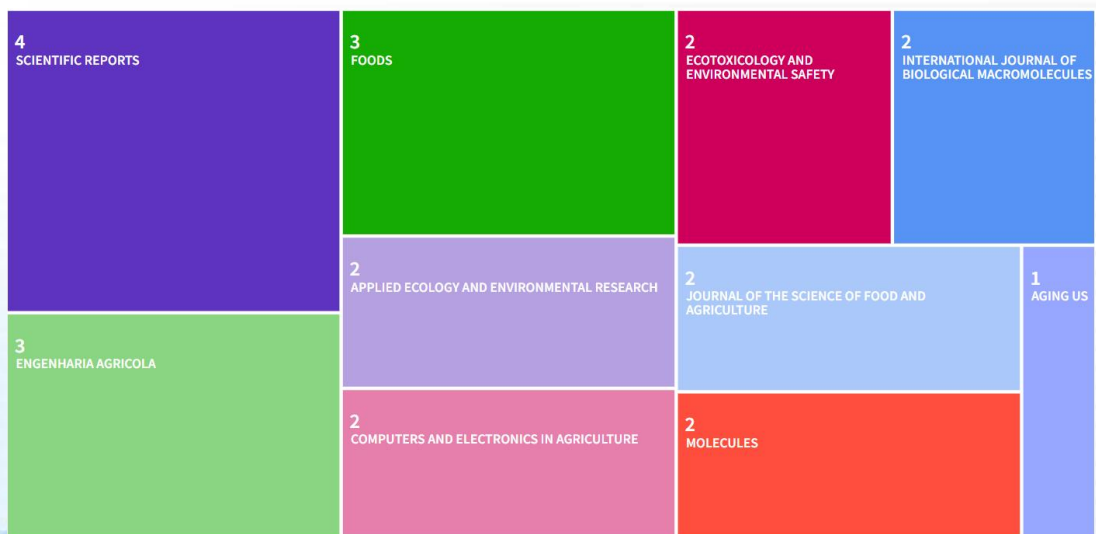 4
SCIENTIFIC REPORTS
3
ENGENHARIA AGRICOLA
3
FOODS
2
APPLIED ECOLOGY AND ENVIRONMENTAL RESEARCH
2
COMPUTERS AND ELECTRONICS IN AGRICULTURE
2
ECOTOXICOLOGY AND
ENVIRONMENTAL SAFETY
2
INTERNATIONAL JOURNAL OF
BIOLOGICAL MACROMOLECULES
2
JOURNAL OF THE SCIENCE OF FOOD AND
AGRICULTURE
2
MOLECULES
1
AGING US